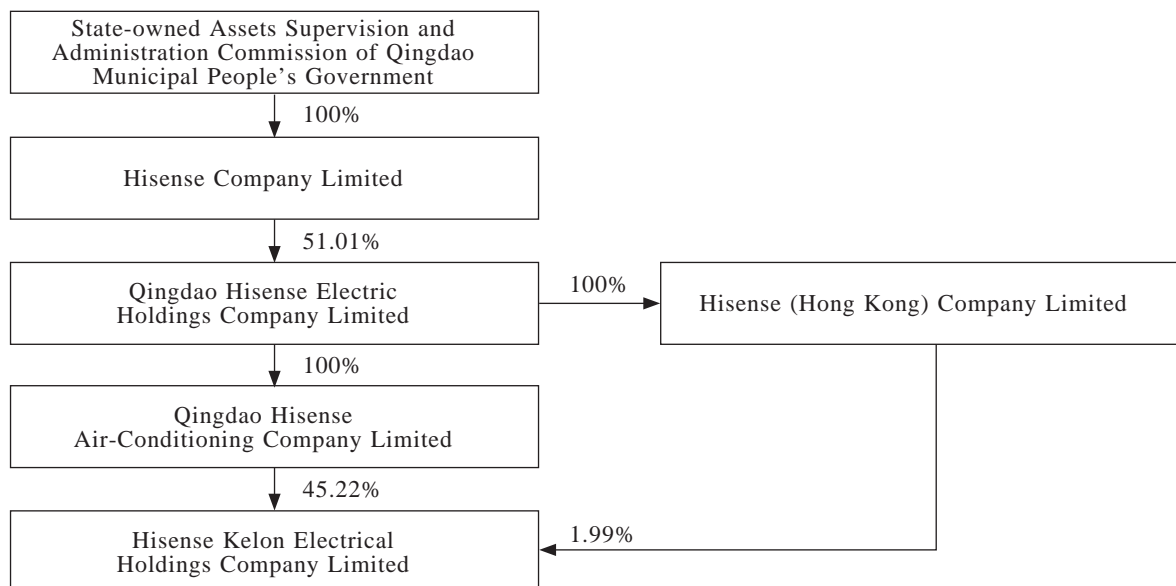 State-owned Assets Supervision and
Administration Commission of Qingdao
Municipal People’s Government
100%
Hisense Company Limited
51.01%
Qingdao Hisense Electric
Holdings Company Limited
100%
Hisense (Hong Kong) Company Limited
100%
Qingdao Hisense
Air-Conditioning Company Limited
45.22%
1.99%
Hisense Kelon Electrical
Holdings Company Limited